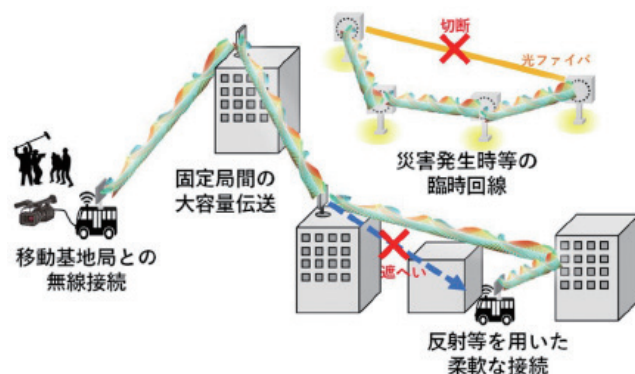 切断
光ファイバ
災害発生時等の
臨時回線
固定局間の
大容量伝送
移動基地局との
無線接続
遮へい
反射等を用いた
柔軟な接続